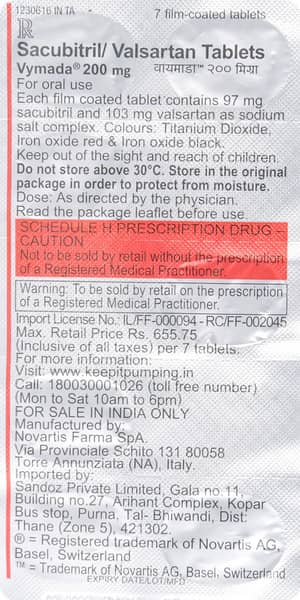 1230616 IN TA
7 film-coated tablets
Rx
Sacubitril/ Valsartan Tablets
Vymada® 200 mg वायमाडा™ २०० मिग्रा
For oral use
Each film coated tablet contains 97 mg
sacubitril and 103 mg valsartan as sodium
salt complex. Colours: Titanium Dioxide,
Iron oxide red & Iron oxide black.
Keep out of the sight and reach of children.
Do not store above 30°C. Store in the original
package in order to protect from moisture.
Dose: As directed by the physician.
Read the package leaflet before use.
SCHEDULE H PRESCRIPTION DRUG –
CAUTION
Not to be sold by retail without the prescription
of a Registered Medical Practitioner.
Warning: To be sold by retail on the prescription
of a Registered Medical Practitioner.
Import License No.: IL/FF-000094 - RC/FF-002045
Max. Retail Price Rs. 655.75
(Inclusive of all taxes) per 7 tablets.
For more information:
Visit: www.keepitpumping.in
Call: 180030001026 (toll free number)
(Mon to Sat 10am to 6pm)
FOR SALE IN INDIA ONLY
Manufactured by:
Novartis Farma SpA.
Via Provinciale Schito 131 80058
Torre Annunziata (NA), Italy.
Imported by:
Sandoz Private Limited, Gala no.11,
Building no.27, Arihant Complex, Kopar
Bus stop, Purna, Tal- Bhiwandi, Dist:
Thane (Zone 5), 421302.
® = Registered trademark of Novartis AG,
Basel, Switzerland
™ = Trademark of Novartis AG, Basel, Switzerland
EXPIRY DATE/LOT/MFD